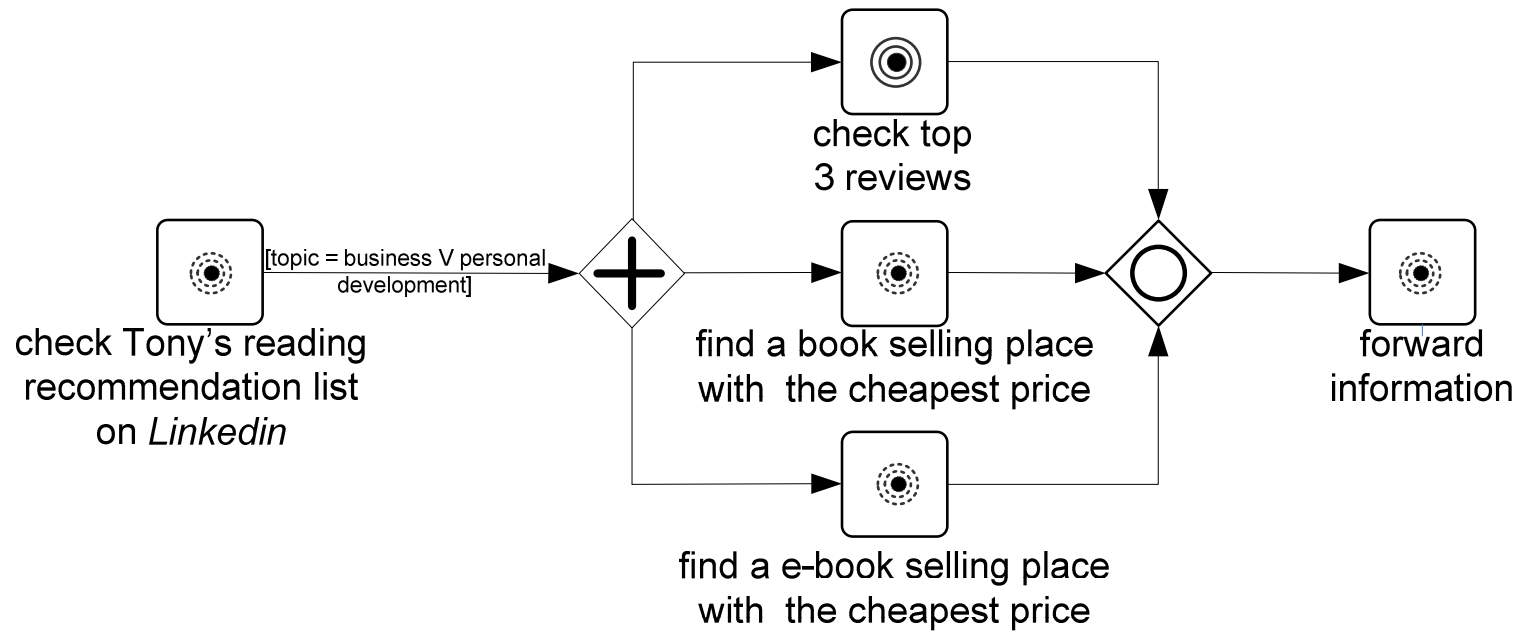 check top
3 reviews
[topic = business V personal
development]
check Tony's reading
recommendation list
on Linkedin
find a book selling place
with the cheapest price
forward
information
find a e-book selling place
with the cheapest price